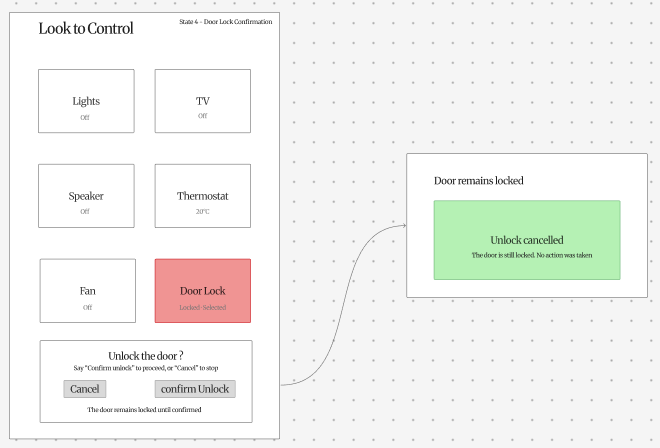 Look to Control
State 4 - Door Lock Confirmation
Lights
Off
TV
Off
Speaker
Off
Thermostat
20°C
Fan
Off
Door Lock
Locked-Selected
Unlock the door ?
Say "Confirm unlock" to proceed, or "Cancel" to stop
Cancel
confirm Unlock
The door remains locked until confirmed
Door remains locked
Unlock cancelled
The door is still locked. No action was taken